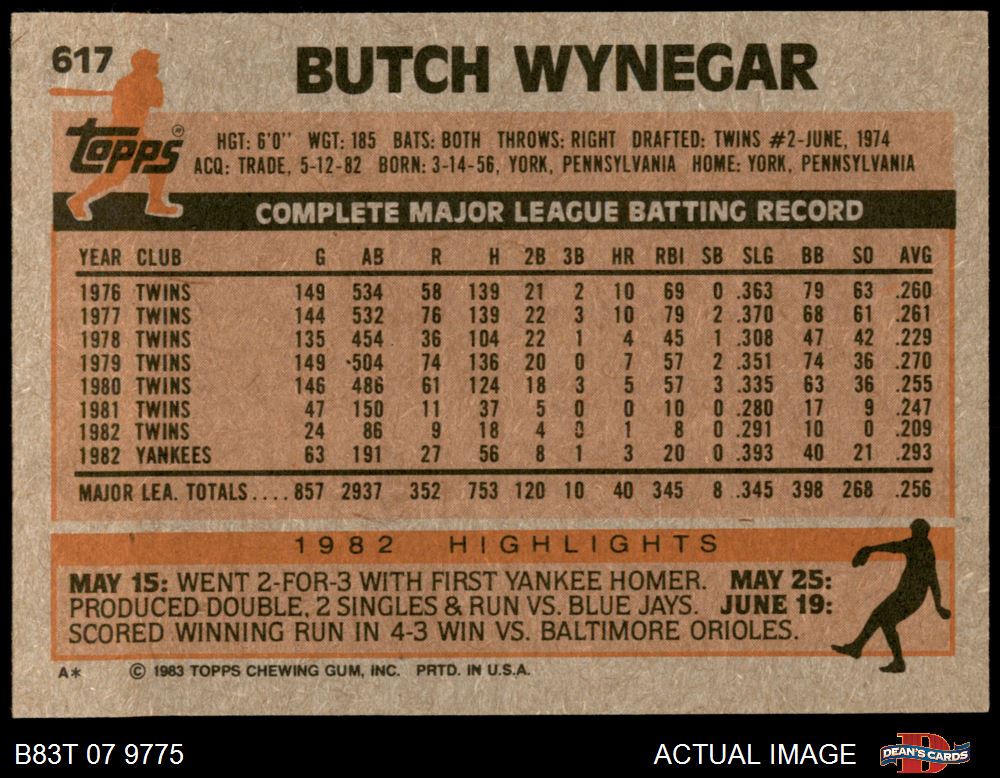 617 BUTCH WYNEGAR
Topps®
HGT: 6'0" WGT: 185 BATS: BOTH THROWS: RIGHT DRAFTED: TWINS #2-JUNE, 1974
ACQ: TRADE, 5-12-82 BORN: 3-14-56, YORK, PENNSYLVANIA HOME: YORK, PENNSYLVANIA
COMPLETE MAJOR LEAGUE BATTING RECORD
YEAR CLUB G AB R H 2B 3B HR RBI SB SLG BB SO AVG
1976 TWINS 149 534 58 139 21 2 10 69 0 .363 79 63 .260
1977 TWINS 144 532 76 139 22 3 10 79 2 .370 68 61 .261
1978 TWINS 135 454 36 104 22 1 4 45 1 .308 47 42 .229
1979 TWINS 149 504 74 136 20 0 7 57 2 .351 74 36 .270
1980 TWINS 146 486 61 124 18 3 5 57 3 .335 63 36 .255
1981 TWINS 47 150 11 37 5 0 0 10 0 .280 17 9 .247
1982 TWINS 24 86 9 18 4 0 1 8 0 .291 10 0 .209
1982 YANKEES 63 191 27 56 8 1 3 20 0 .393 40 21 .293
MAJOR LEA. TOTALS.... 857 2937 352 753 120 10 40 345 8 .345 398 268 .256
1982 HIGHLIGHTS
MAY 15: WENT 2-FOR-3 WITH FIRST YANKEE HOMER. MAY 25:
PRODUCED DOUBLE, 2 SINGLES & RUN VS. BLUE JAYS. JUNE 19:
SCORED WINNING RUN IN 4-3 WIN VS. BALTIMORE ORIOLES.
A* © 1983 TOPPS CHEWING GUM, INC. PRTD. IN U.S.A.
B83T 07 9775 ACTUAL IMAGE DEAN'S CARDS